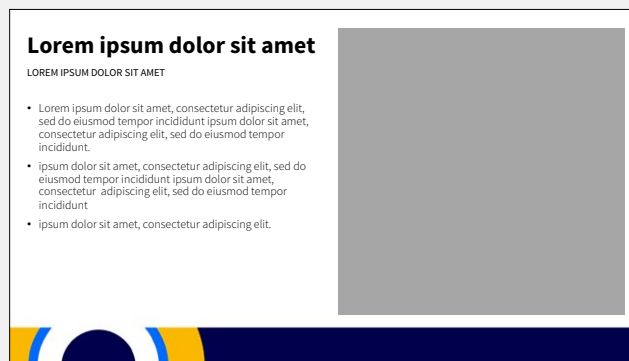 Lorem ipsum dolor sit amet
LOREM IPSUM DOLOR SIT AMET
• Lorem ipsum dolor sit amet, consectetur adipiscing elit,
sed do eiusmod tempor incididunt ipsum dolor sit amet,
consectetur adipiscing elit, sed do eiusmod tempor
incididunt.
• ipsum dolor sit amet, consectetur adipiscing elit, sed do
eiusmod tempor incididunt ipsum dolor sit amet,
consectetur  adipiscing elit, sed do eiusmod tempor
incididunt
• ipsum dolor sit amet, consectetur adipiscing elit.